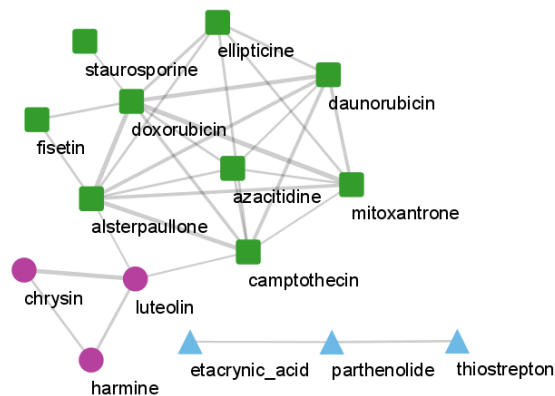 ellipticine
staurosporine
daunorubicin
doxorubicin
fisetin
azacitidine
mitoxantrone
alsterpaullone
camptothecin
chrysin
luteolin
etacrynic_acid
parthenolide
thiostrepton
harmine